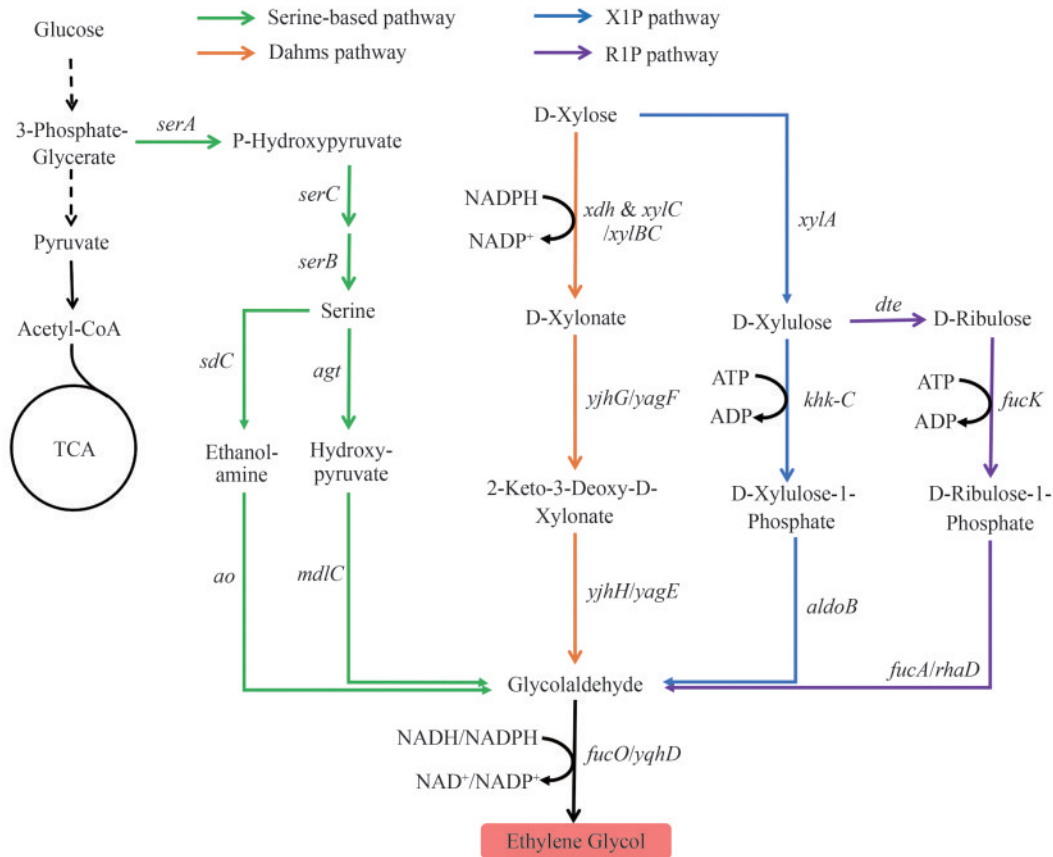 Serine-based pathway
X1P pathway
Dahms pathway
R1P pathway
Glucose
3-Phosphate-
Glycerate
serA
P-Hydroxypyruvate
D-Xylose
serC
NADPH
NADP⁺
xdh & xylC
/xylBC
xylA
Pyruvate
serB
Acetyl-CoA
Serine
D-Xylonate
D-Xylulose
dte
D-Ribulose
sdC
agt
yjhG/yagF
ATP
ADP
khk-C
ATP
ADP
fucK
TCA
Ethanol-
amine
Hydroxy-
pyruvate
2-Keto-3-Deoxy-D-
Xylonate
D-Xylulose-1-
Phosphate
D-Ribulose-1-
Phosphate
ao
mdlC
yjhH/yagE
aldoB
fucA/rhaD
Glycolaldehyde
NADH/NADPH
NAD⁺/NADP⁺
fucO/yqhD
Ethylene Glycol